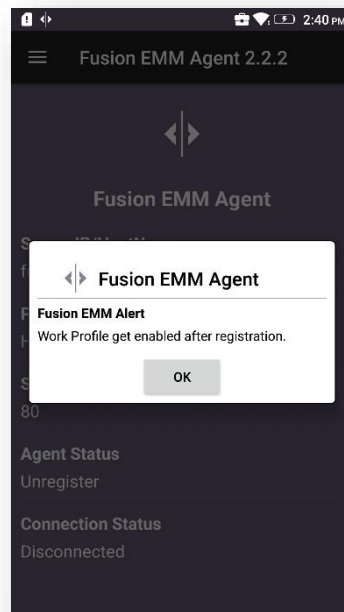 2:40 PM
Fusion EMM Agent 2.2.2
Fusion EMM Agent
Fusion EMM Agent
Fusion EMM Alert
Work Profile get enabled after registration.
OK
80
Agent Status
Unregister
Connection Status
Disconnected